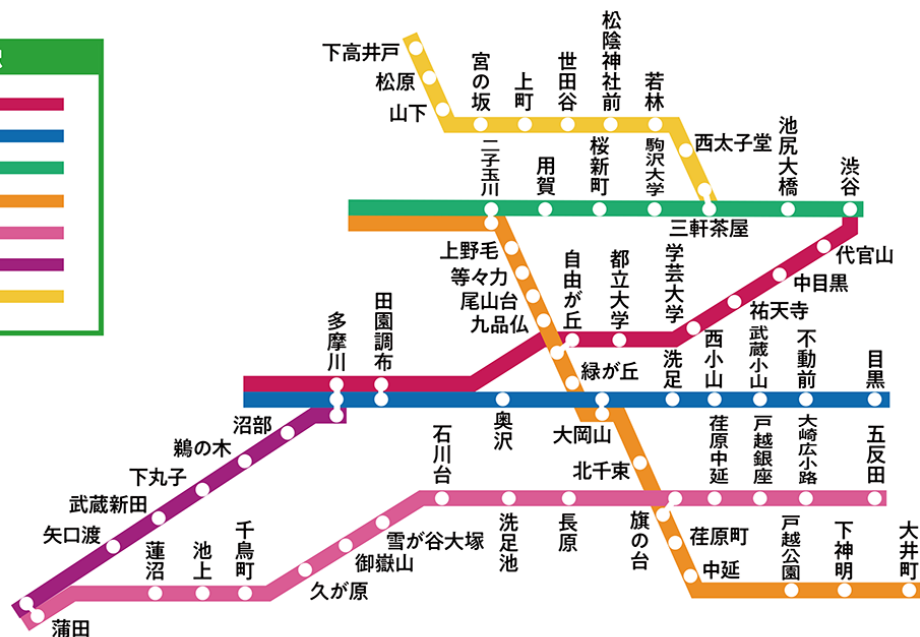 下高井戸
松原
山下
宮の坂
上町
世田谷
松陰神社前
若林
西太子堂
三軒茶屋
二子玉川
用賀
桜新町
駒沢大学
池尻大橋
渋谷
代官山
中目黒
祐天寺
学芸大学
都立大学
自由が丘
田園調布
多摩川
上野毛
等々力
尾山台
九品仏
緑が丘
大岡山
北千束
旗の台
荏原町
中延
戸越公園
下神明
大井町
奥沢
洗足
西小山
武蔵小山
不動前
目黒
沼部
鵜の木
下丸子
武蔵新田
矢口渡
蒲田
蓮沼
池上
千鳥町
久が原
御嶽山
雪が谷大塚
石川台
洗足池
長原
荏原中延
戸越銀座
大崎広小路
五反田